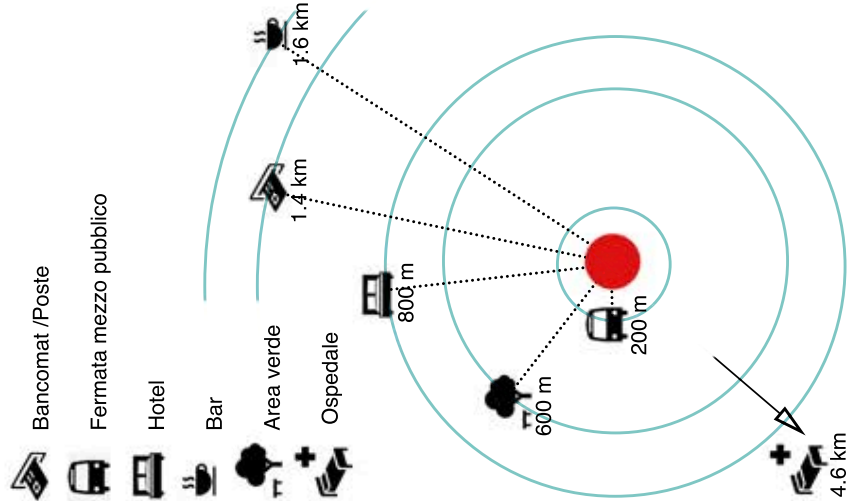 Bancomat /Poste
Fermata mezzo pubblico
Hotel
Bar
Area verde
Ospedale
1.6 km
1.4 km
800 m
600 m
200 m
4.6 km